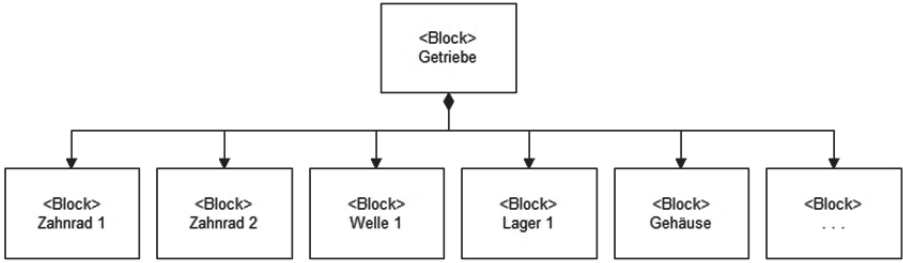 <Block>
Getriebe
<Block>
Zahnrad 1
<Block>
Zahnrad 2
<Block>
Welle 1
<Block>
Lager 1
<Block>
Gehäuse
<Block>
. . .